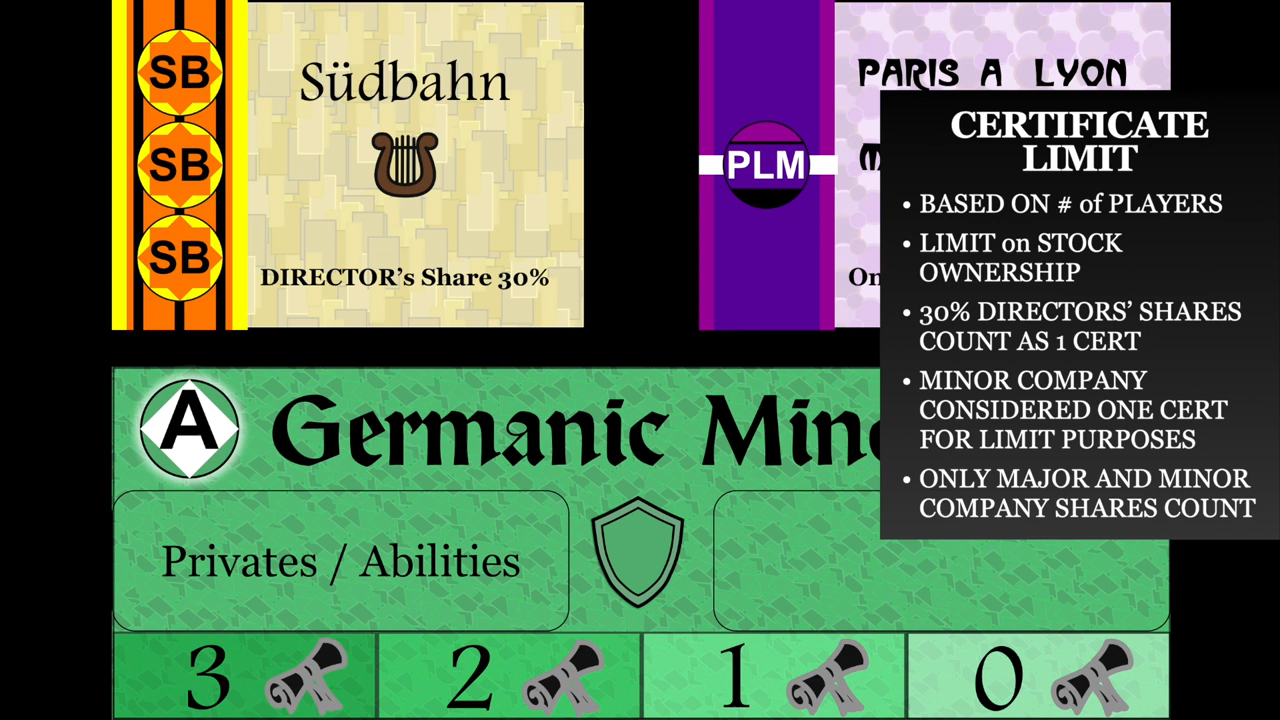 SB
SB
SB
Südbahn
DIRECTOR's Share 30%
PLM
PARIS A LYON
CERTIFICATE
LIMIT
• BASED ON # of PLAYERS
• LIMIT on STOCK
OWNERSHIP
• 30% DIRECTORS' SHARES
COUNT AS 1 CERT
• MINOR COMPANY
CONSIDERED ONE CERT
FOR LIMIT PURPOSES
• ONLY MAJOR AND MINOR
COMPANY SHARES COUNT
A
Germanic
Privates / Abilities
3 2 1 0